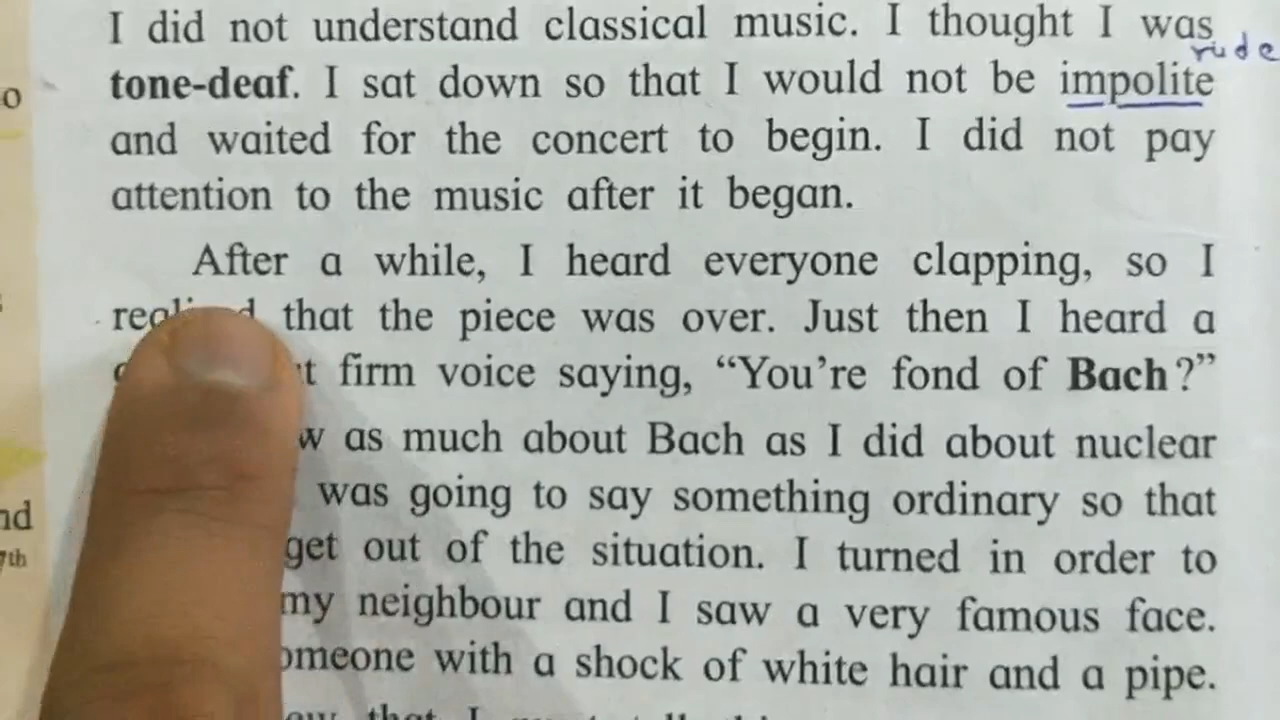 I did not understand classical music. I thought I was
rude
tone-deaf. I sat down so that I would not be impolite
and waited for the concert to begin. I did not pay
attention to the music after it began.
After a while, I heard everyone clapping, so I
that the piece was over. Just then I heard a
firm voice saying, “You’re fond of Bach?”
as much about Bach as I did about nuclear
was going to say something ordinary so that
get out of the situation. I turned in order to
my neighbour and I saw a very famous face.
with a shock of white hair and a pipe.
that I
7th